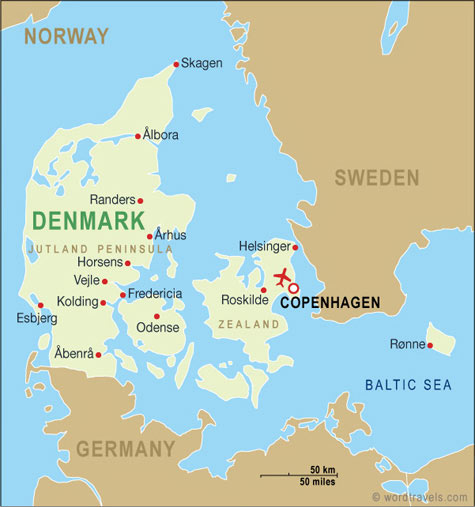 NORWAY
Skagen
Ålbora
SWEDEN
Randers
DENMARK
Århus
JUTLAND PENINSULA
Helsinger
Horsens
Vejle
Fredericia
Roskilde
COPENHAGEN
Kolding
Esbjerg
Odense
ZEALAND
Rønne
Åbenrå
BALTIC SEA
GERMANY
50 km
50 miles
© wordtravels.com